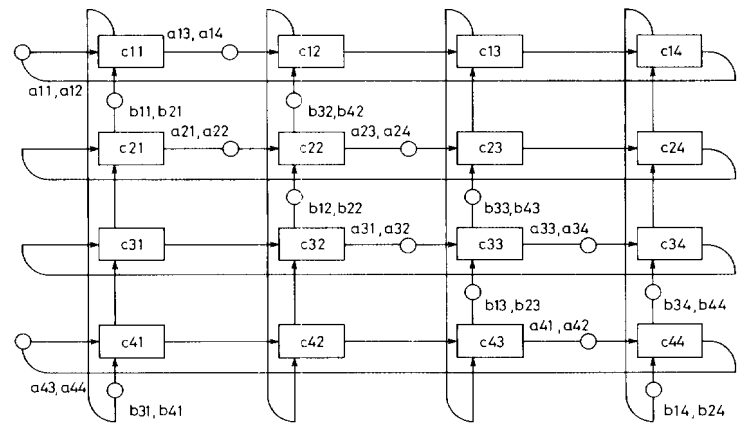 a13, a14
c11 c12 c13 c14
a11, a12
b11, b21 b32, b42
a21, a22 a23, a24
c21 c22 c23 c24
b12, b22 b33, b43
a31, a32 a33, a34
c31 c32 c33 c34
b13, b23 b34, b44
a41, a42
c41 c42 c43 c44
a43, a44
b31, b41 b14, b24